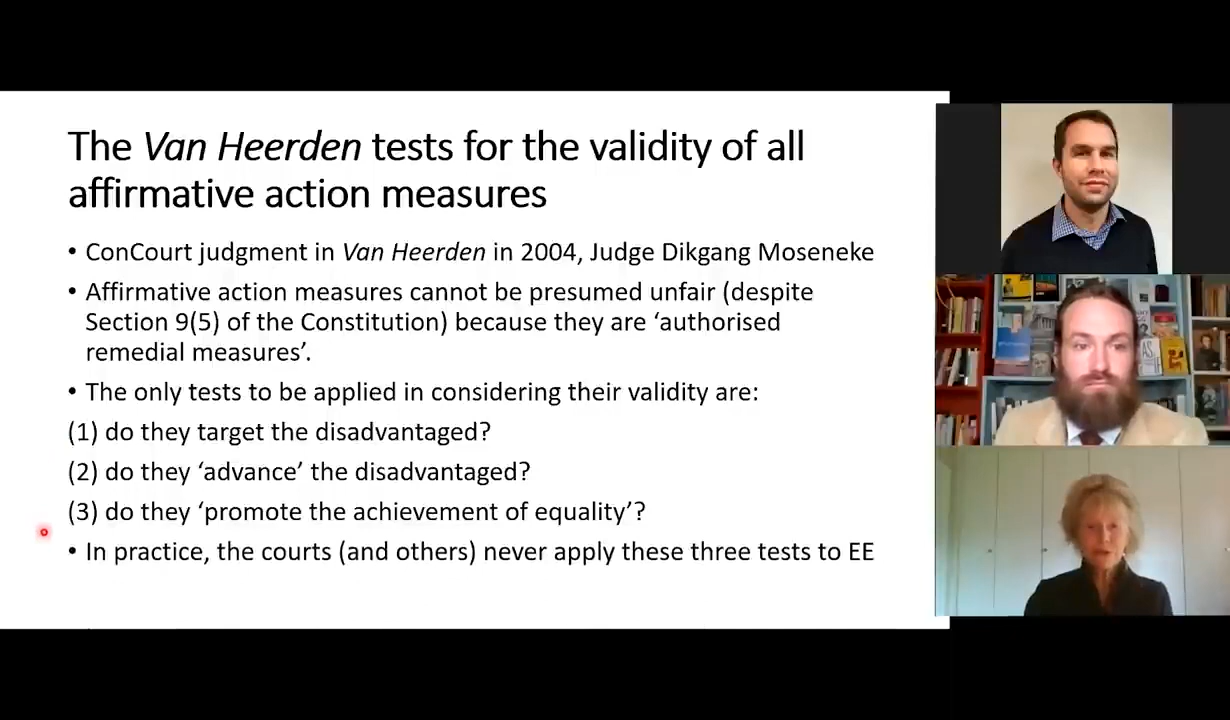 The Van Heerden tests for the validity of all
affirmative action measures
• ConCourt judgment in Van Heerden in 2004, Judge Dikgang Moseneke
• Affirmative action measures cannot be presumed unfair (despite
Section 9(5) of the Constitution) because they are ‘authorised
remedial measures’.
• The only tests to be applied in considering their validity are:
(1) do they target the disadvantaged?
(2) do they ‘advance’ the disadvantaged?
(3) do they ‘promote the achievement of equality’?
• In practice, the courts (and others) never apply these three tests to EE